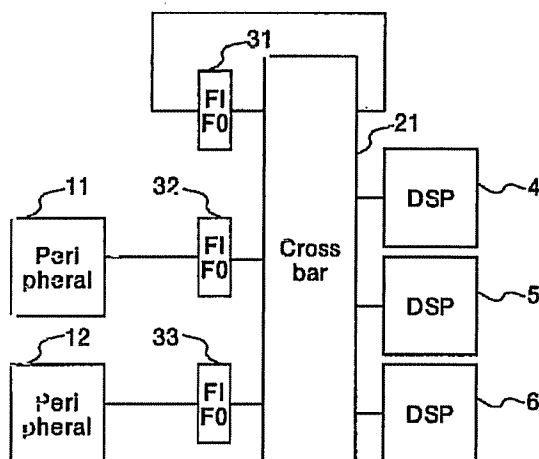 31
FI
F0
21
11
32
4
Peri
pheral
FI
F0
Cross
bar
DSP
5
DSP
12
33
6
Peri
pheral
FI
F0
DSP